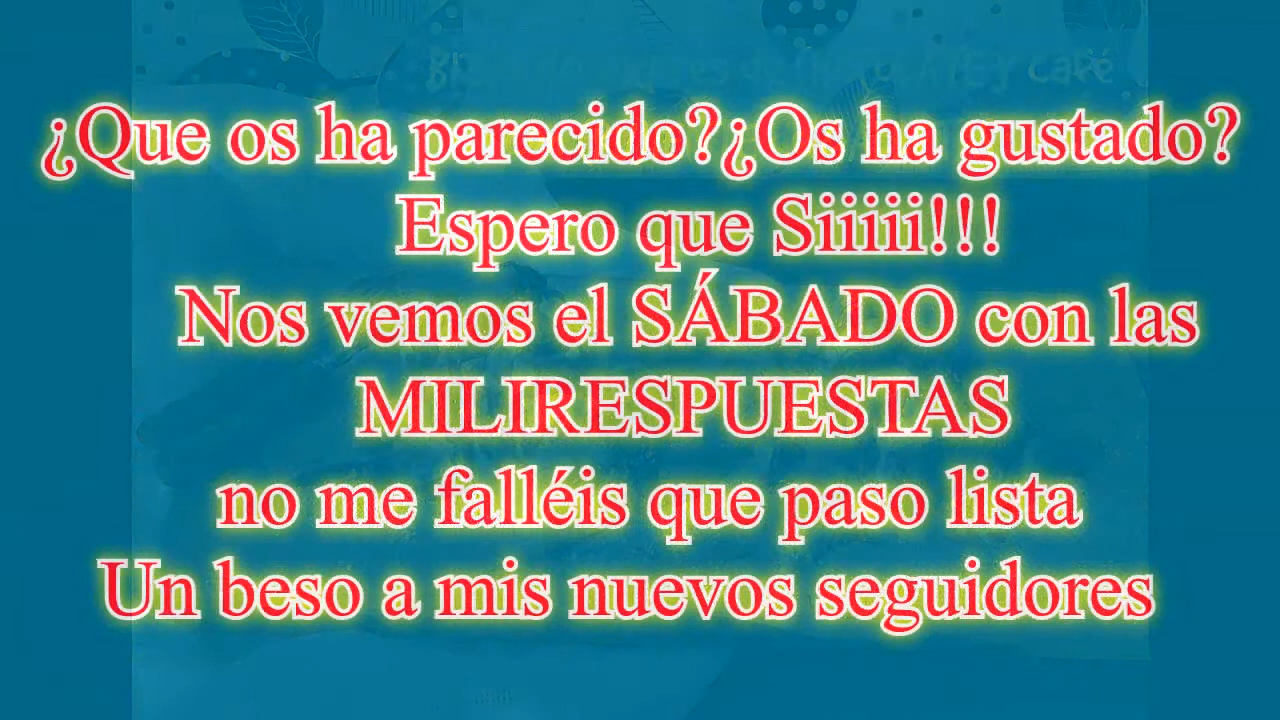 Y café
¿Que os ha parecido?¿Os ha gustado?
Espero que Siiiii!!!
Nos vemos el SÁBADO con las
MILIRESPUESTAS
no me falléis que paso lista
Un beso a mis nuevos seguidores